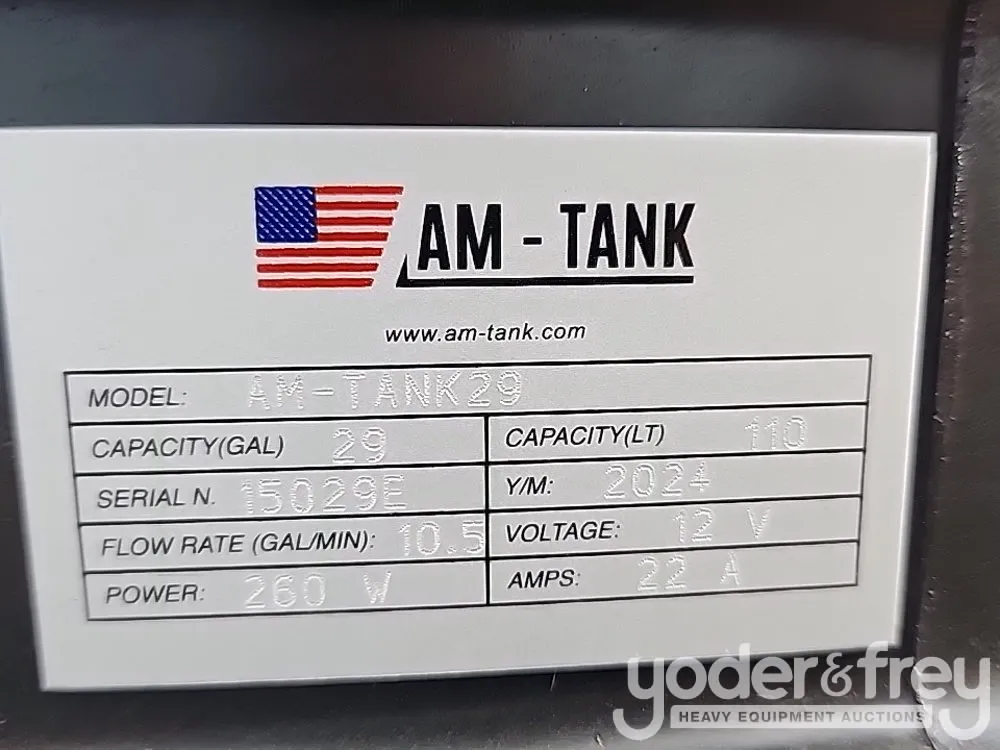 AM - TANK
www.am-tank.com
MODEL: AM-TANK29
CAPACITY(GAL) 29 CAPACITY(LT) 110
SERIAL N. 15029E Y/M: 2024
FLOW RATE (GAL/MIN): 10.5 VOLTAGE: 12 V
POWER: 260 W AMPS: 22 A
yoder&frey
HEAVY EQUIPMENT AUCTIONS